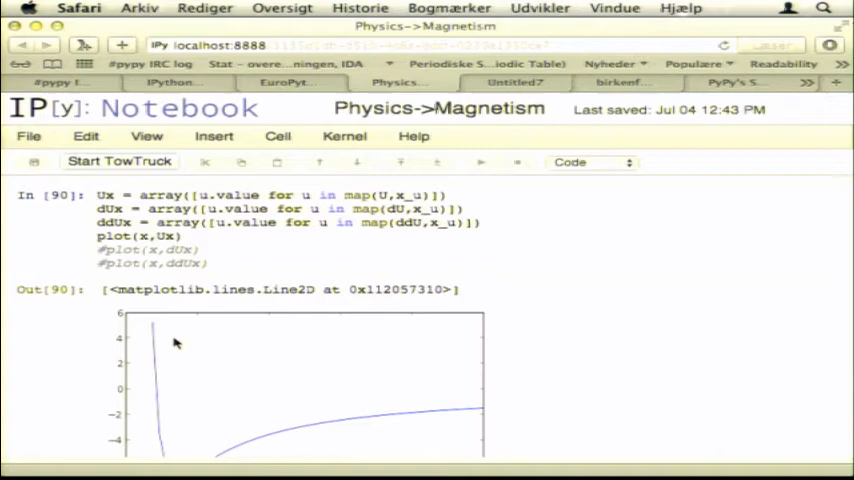 Safari Arkiv Rediger Oversigt Historie Bogmærker Udvikler Vindue Hjælp
Physics->Magnetism
IPy localhost:8888
Læser
#pypy IRC log Stat – overe...ningen, IDA Periodiske S...lodic Table) Nyheder Populære Readability
#pypy I... IPython... EuroPyt... Physics... Untitled7 birkenf... PyPy's S...
IP[y]: Notebook Physics->Magnetism Last saved: Jul 04 12:43 PM
File Edit View Insert Cell Kernel Help
Start TowTruck Code
In [90]: Ux = array([u.value for u in map(U,x_u)])
dUx = array([u.value for u in map(dU,x_u)])
ddUx = array([u.value for u in map(ddU,x_u)])
plot(x,Ux)
#plot(x,dUx)
#plot(x,ddUx)
Out[90]: [<matplotlib.lines.Line2D at 0x112057310>]
6
4
2
0
−2
−4